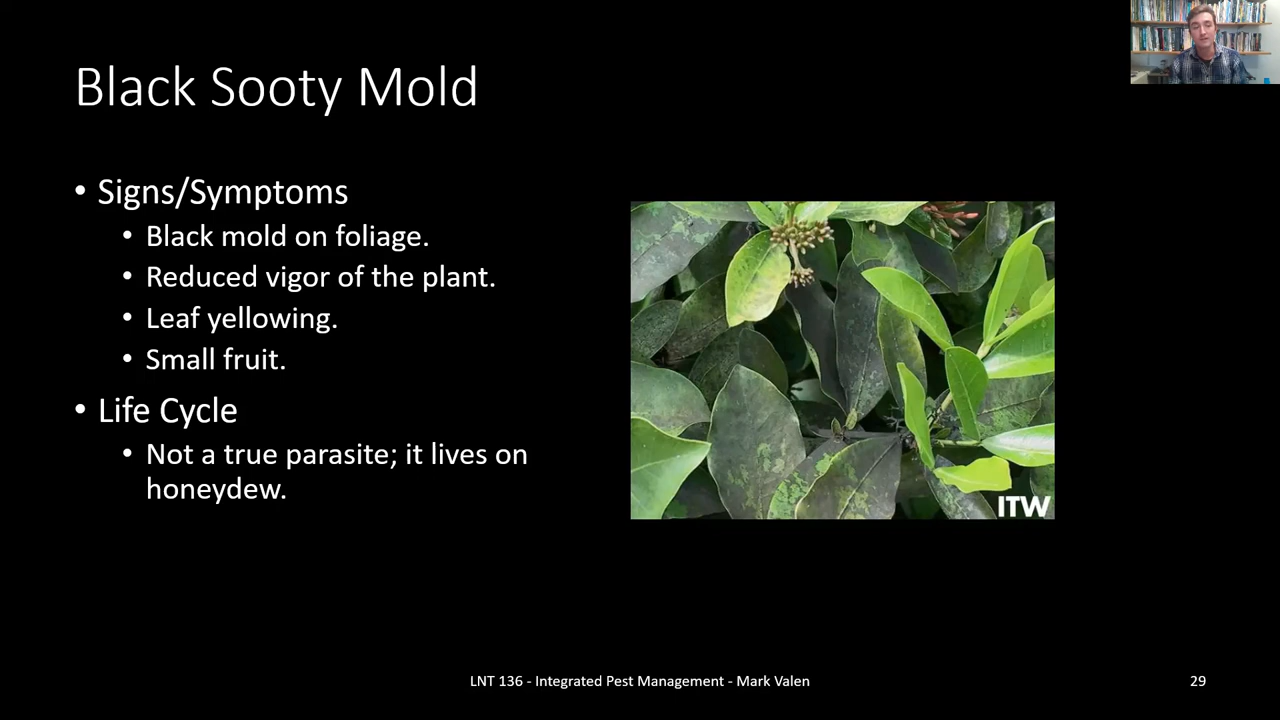 Black Sooty Mold
• Signs/Symptoms
• Black mold on foliage.
• Reduced vigor of the plant.
• Leaf yellowing.
• Small fruit.
• Life Cycle
• Not a true parasite; it lives on
honeydew.
ITW
LNT 136 - Integrated Pest Management - Mark Valen
29